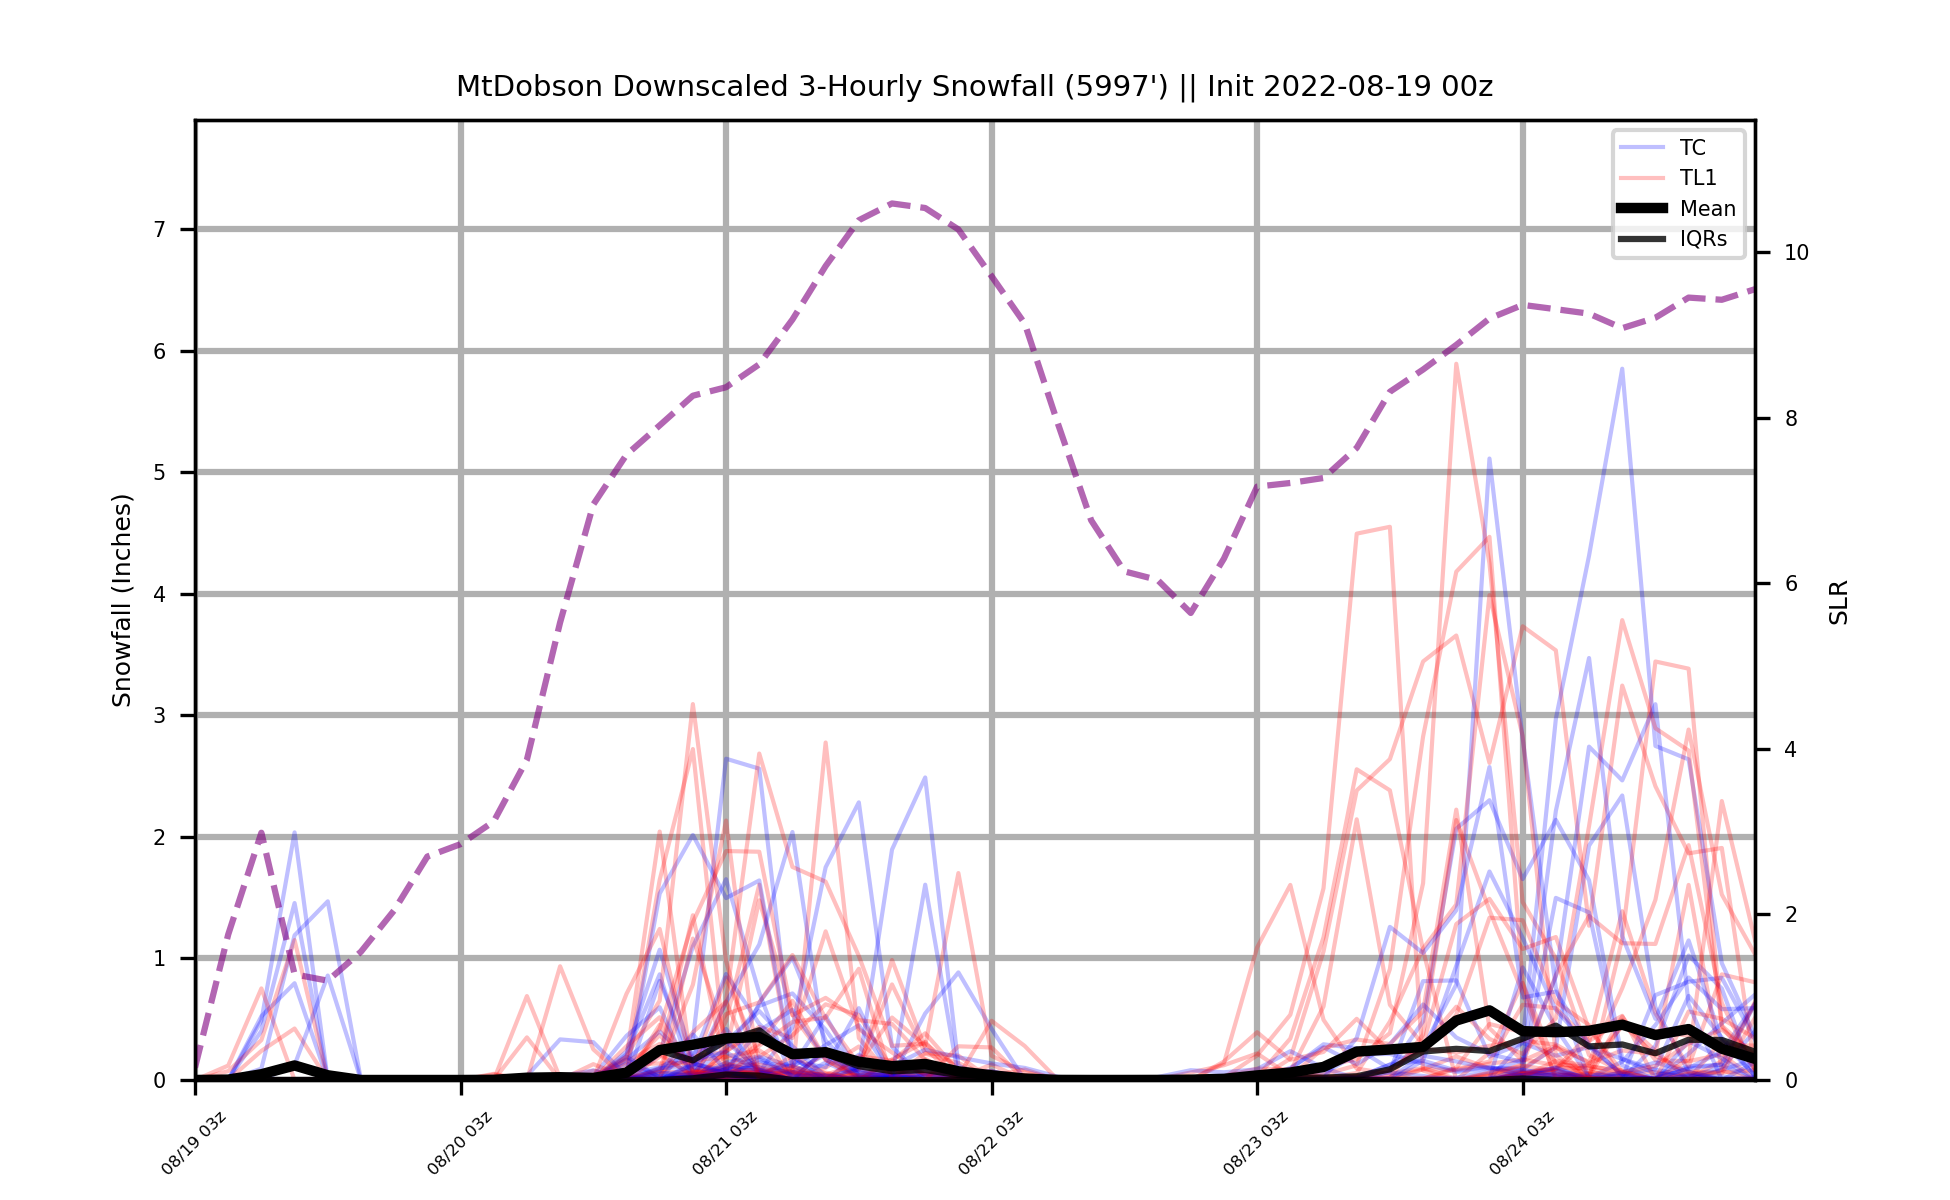 MtDobson Downscaled 3-Hourly Snowfall (5997') || Init 2022-08-19 00z
TC
TL1
Mean
IQRs
7
6
5
4
3
2
1
0
Snowfall (Inches)
10
8
6
4
2
0
SLR
08/19 03z
08/20 03z
08/21 03z
08/22 03z
08/23 03z
08/24 03z